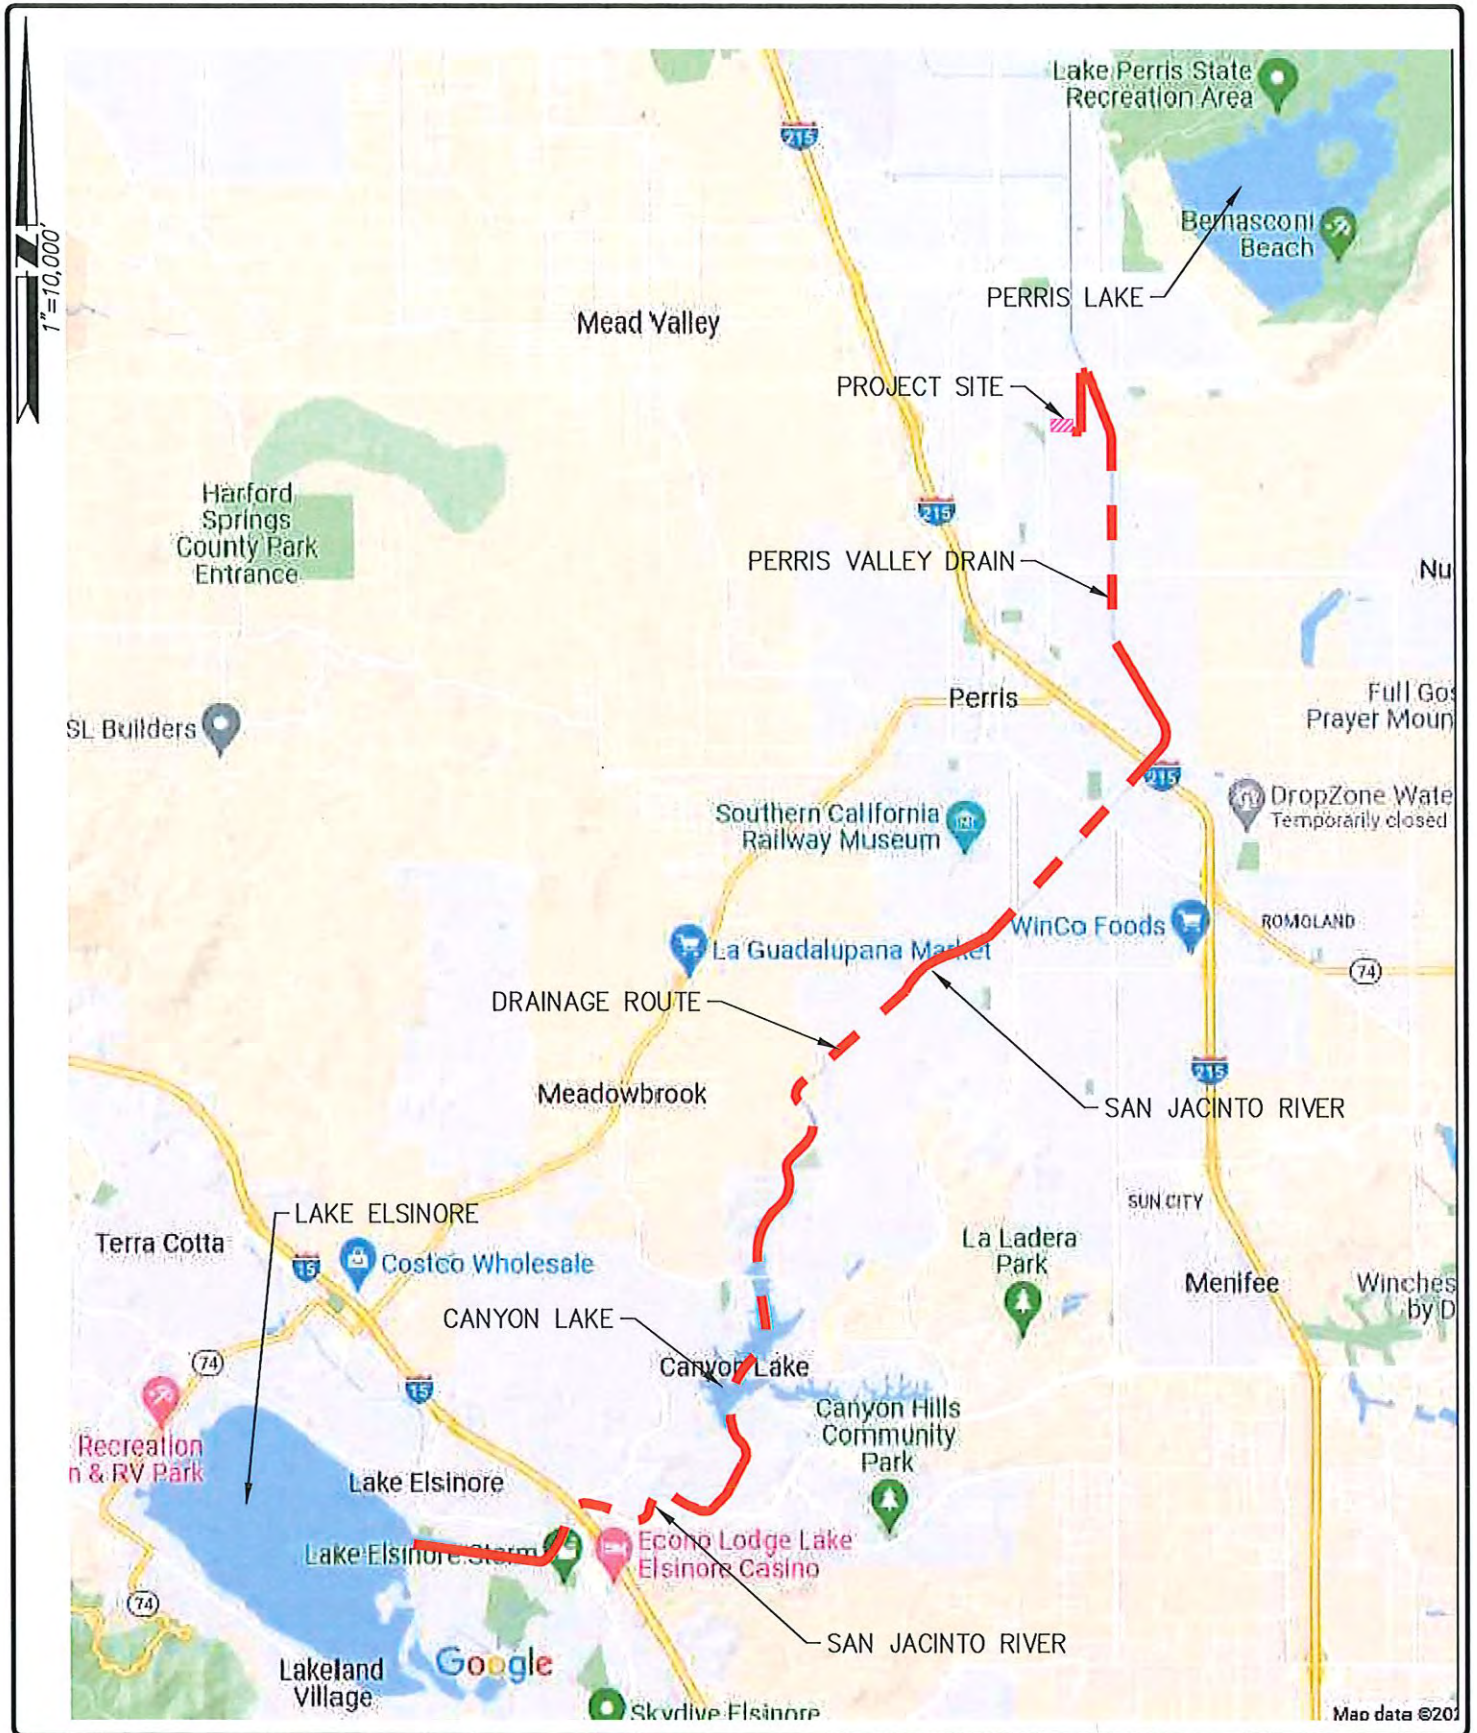 1"=10,000'
Lake Perris State
Recreation Area
215
Bernasconi
Beach
PERRIS LAKE
Mead Valley
PROJECT SITE
Harford
Springs
County Park
Entrance
215
PERRIS VALLEY DRAIN
Nu
Perris
Full Gos
Prayer Moun
SL Builders
215
DropZone Wate
Temporarily closed
Southern California
Railway Museum
WinCo Foods
ROMOLAND
La Guadalupana Market
74
DRAINAGE ROUTE
215
Meadowbrook
SAN JACINTO RIVER
SUN CITY
LAKE ELSINORE
Terra Cotta
La Ladera
Park
15
Costco Wholesale
Menifee
Winches
by D
CANYON LAKE
74
Canyon Lake
15
Canyon Hills
Community
Park
Recreation
n & RV Park
Lake Elsinore
Lake Elsinore Storm
Econo Lodge Lake
Elsinore Casino
74
SAN JACINTO RIVER
Google
Lakeland
Village
Skydive Elsinore
Map data ©202